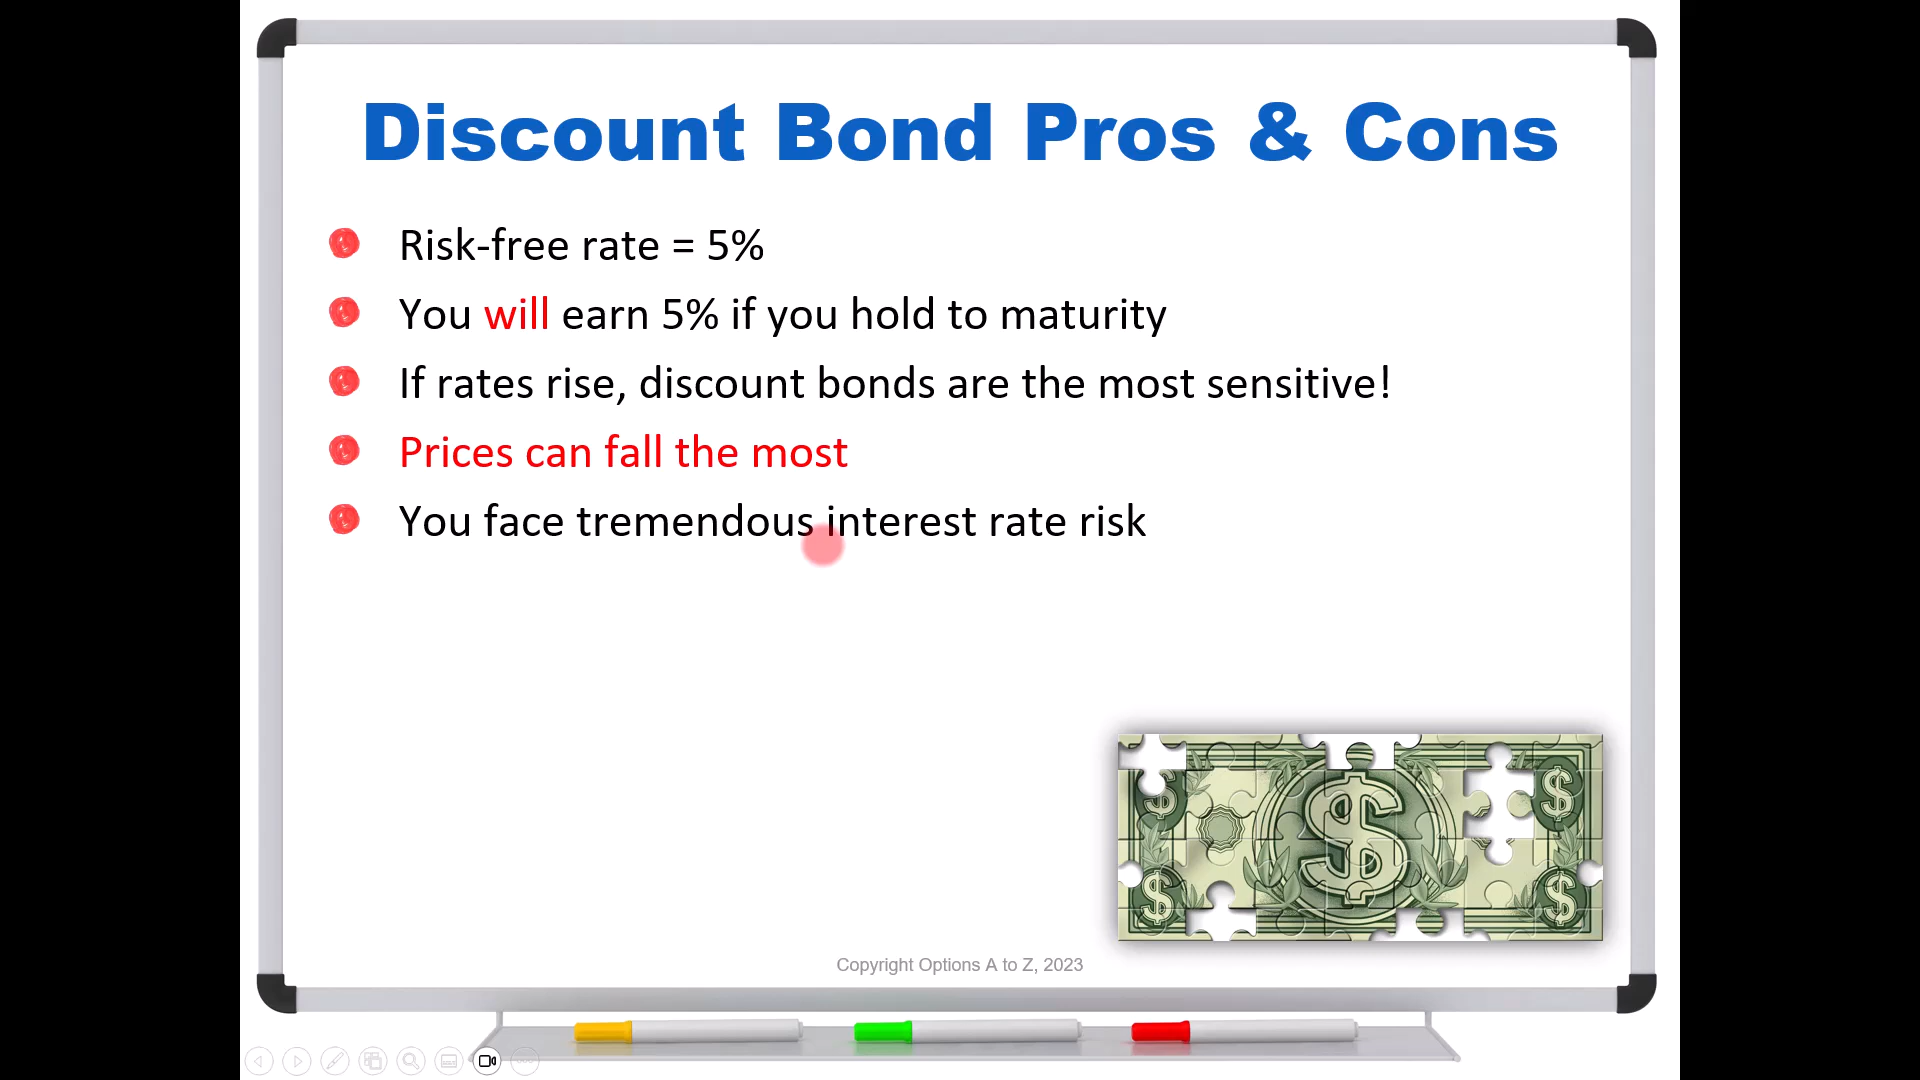 Discount Bond Pros & Cons
Risk-free rate = 5%
You will earn 5% if you hold to maturity
If rates rise, discount bonds are the most sensitive!
Prices can fall the most
You face tremendous interest rate risk
$ $ $
$ $
Copyright Options A to Z, 2023